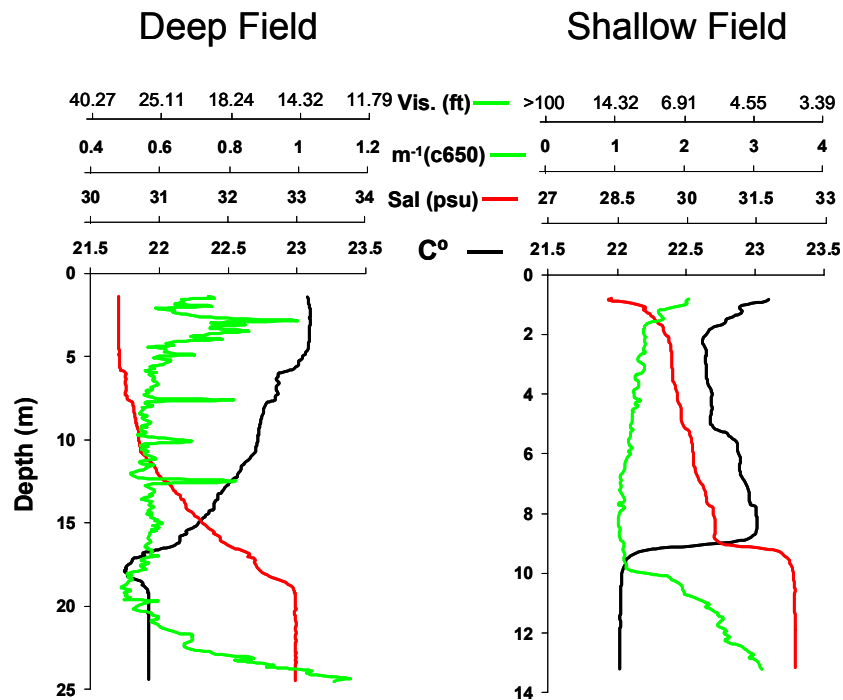 Deep Field
Shallow Field
40.27 25.11 18.24 14.32 11.79 Vis. (ft) >100 14.32 6.91 4.55 3.39
0.4 0.6 0.8 1 1.2 m⁻¹(c650) 0 1 2 3 4
30 31 32 33 34 Sal (psu) 27 28.5 30 31.5 33
21.5 22 22.5 23 23.5 Cº 21.5 22 22.5 23 23.5
Depth (m)
0
5
10
15
20
25
0
2
4
6
8
10
12
14